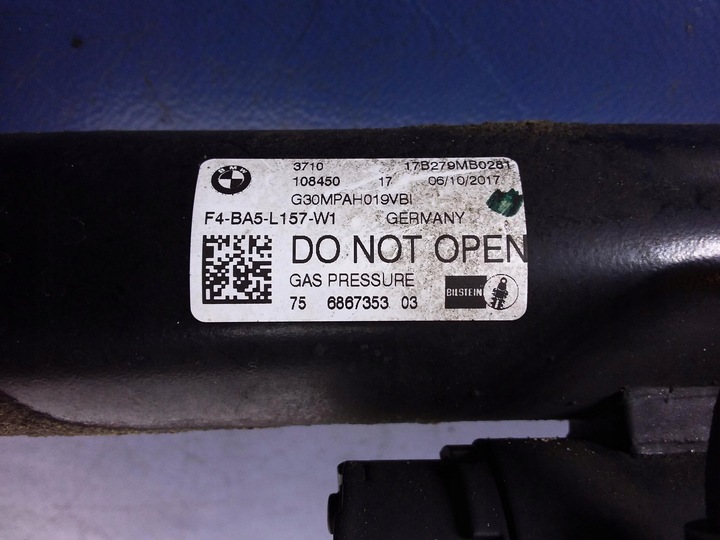 BMW
3710 17B279MB0281
108450 17 06/10/2017
G30MPAH019VBI
F4-BA5-L157-W1 GERMANY
DO NOT OPEN
GAS PRESSURE
75 6867353 03
BILSTEIN